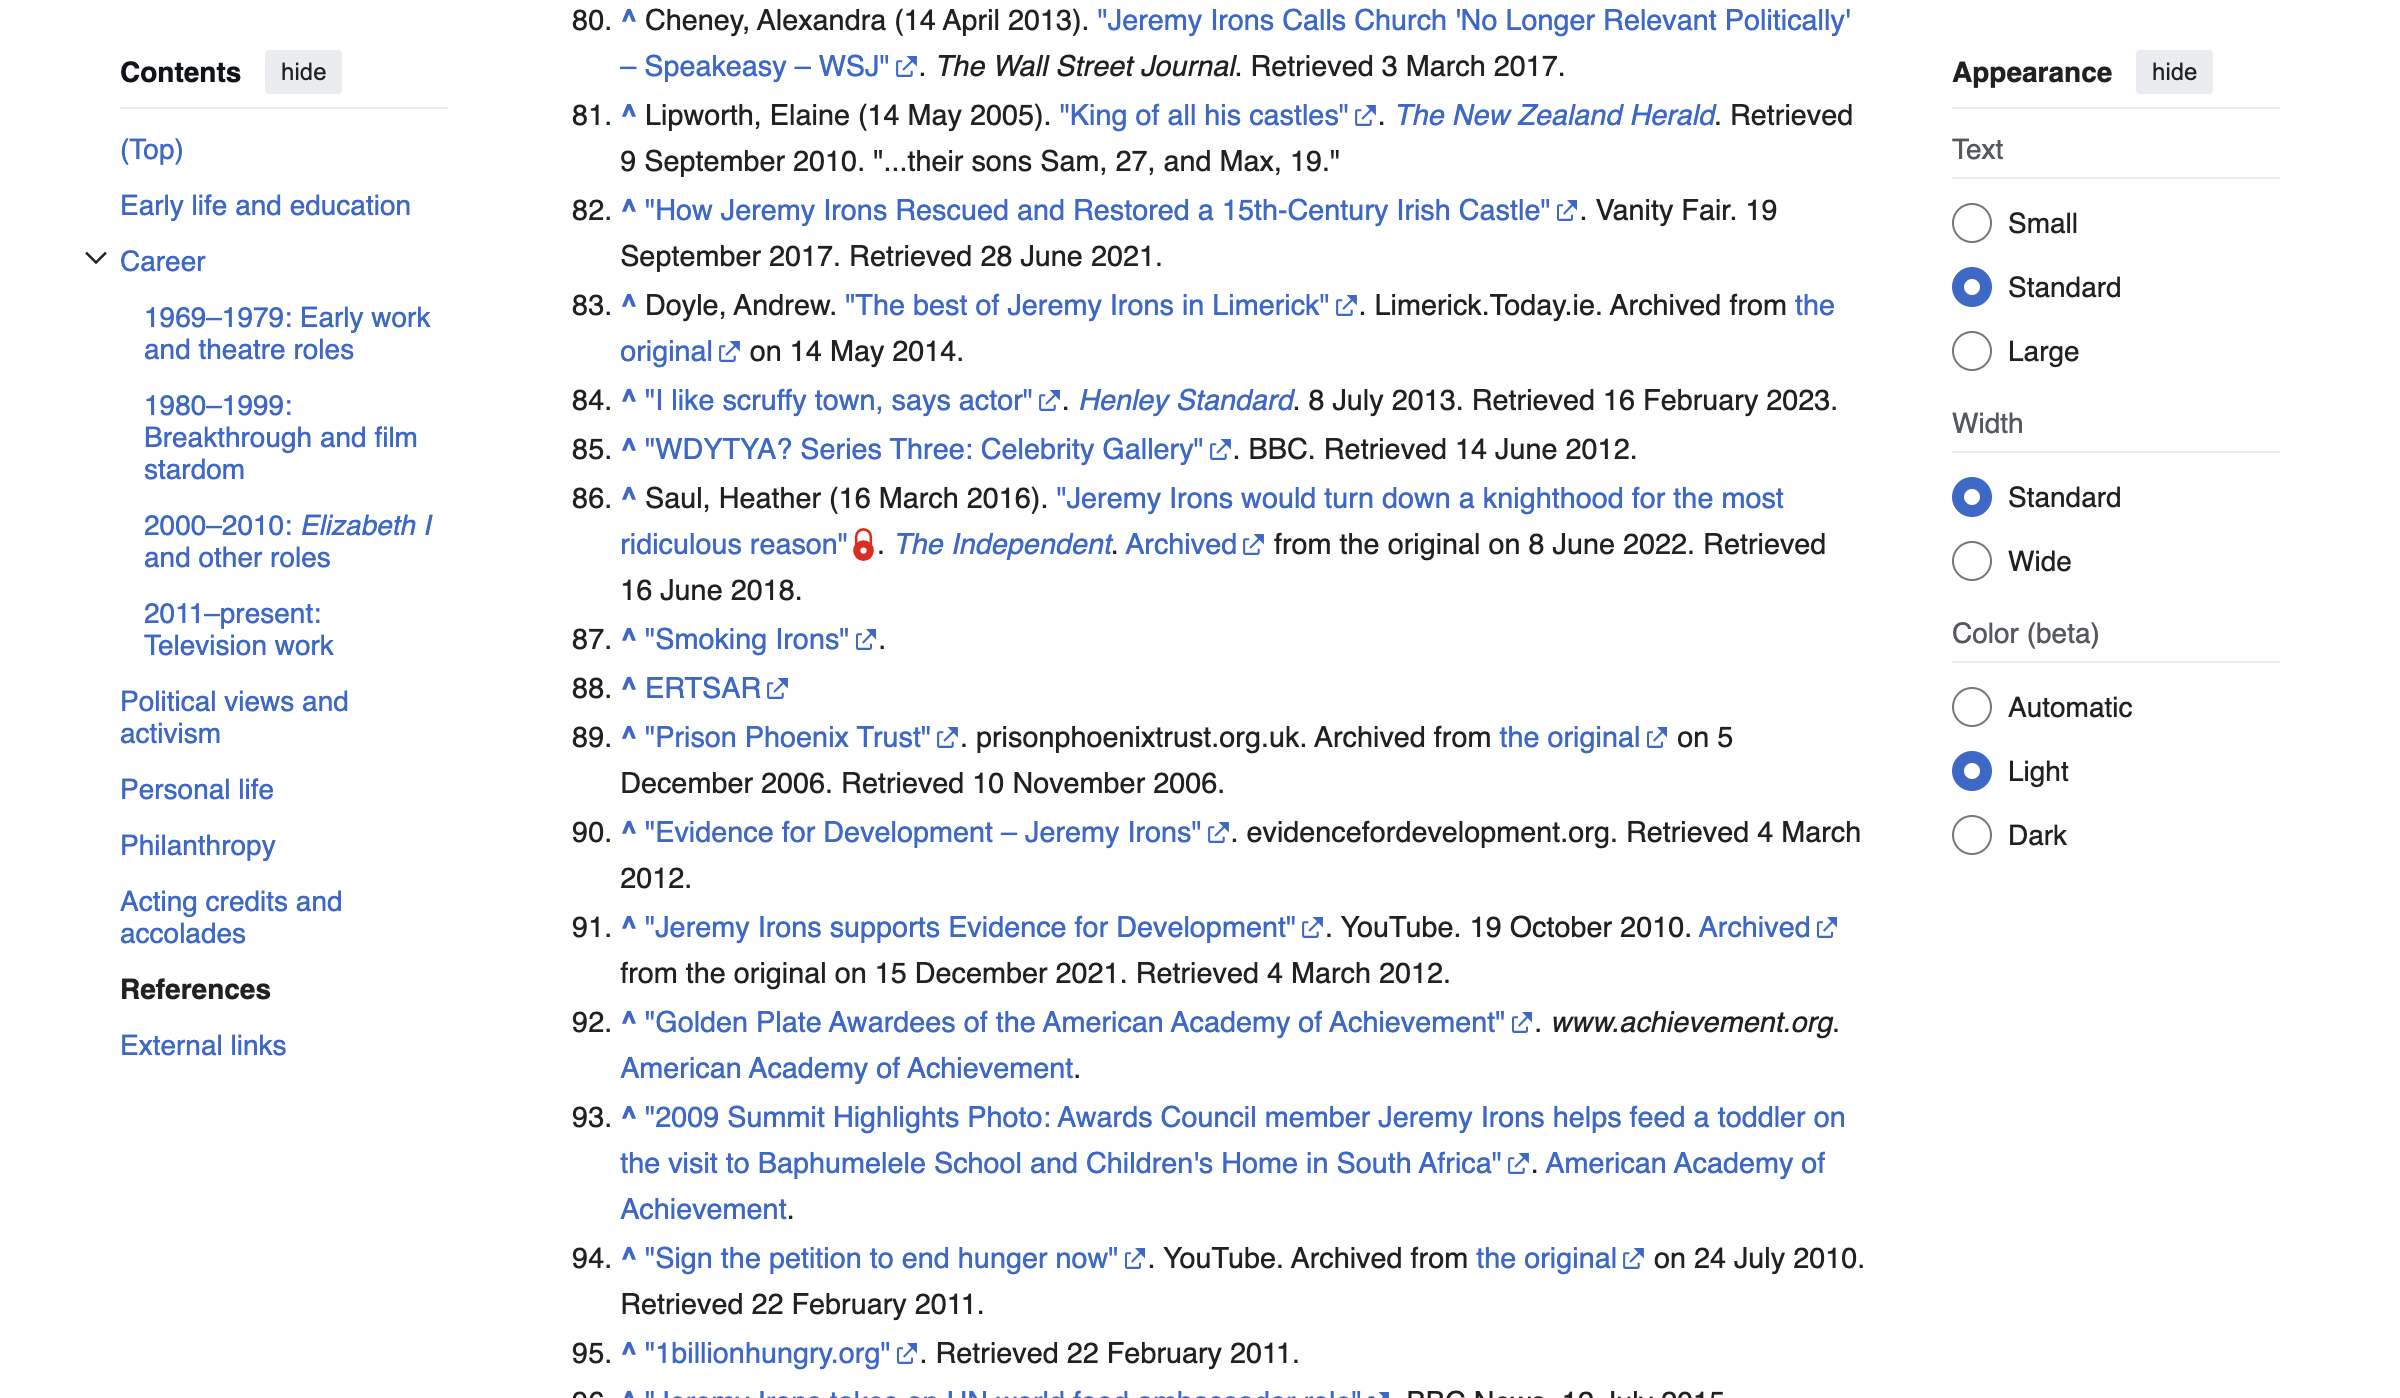 Contents hide
(Top)
Early life and education
Career
1969–1979: Early work
and theatre roles
1980–1999:
Breakthrough and film
stardom
2000–2010: Elizabeth I
and other roles
2011–present:
Television work
Political views and
activism
Personal life
Philanthropy
Acting credits and
accolades
References
External links
80. ^ Cheney, Alexandra (14 April 2013). "Jeremy Irons Calls Church 'No Longer Relevant Politically'
– Speakeasy – WSJ". The Wall Street Journal. Retrieved 3 March 2017.
81. ^ Lipworth, Elaine (14 May 2005). "King of all his castles". The New Zealand Herald. Retrieved
9 September 2010. "...their sons Sam, 27, and Max, 19."
82. ^ "How Jeremy Irons Rescued and Restored a 15th-Century Irish Castle". Vanity Fair. 19
September 2017. Retrieved 28 June 2021.
83. ^ Doyle, Andrew. "The best of Jeremy Irons in Limerick". Limerick.Today.ie. Archived from the
original on 14 May 2014.
84. ^ "I like scruffy town, says actor". Henley Standard. 8 July 2013. Retrieved 16 February 2023.
85. ^ "WDYTYA? Series Three: Celebrity Gallery". BBC. Retrieved 14 June 2012.
86. ^ Saul, Heather (16 March 2016). "Jeremy Irons would turn down a knighthood for the most
ridiculous reason". The Independent. Archived from the original on 8 June 2022. Retrieved
16 June 2018.
87. ^ "Smoking Irons".
88. ^ ERTSAR
89. ^ "Prison Phoenix Trust". prisonphoenixtrust.org.uk. Archived from the original on 5
December 2006. Retrieved 10 November 2006.
90. ^ "Evidence for Development – Jeremy Irons". evidencefordevelopment.org. Retrieved 4 March
2012.
91. ^ "Jeremy Irons supports Evidence for Development". YouTube. 19 October 2010. Archived
from the original on 15 December 2021. Retrieved 4 March 2012.
92. ^ "Golden Plate Awardees of the American Academy of Achievement". www.achievement.org.
American Academy of Achievement.
93. ^ "2009 Summit Highlights Photo: Awards Council member Jeremy Irons helps feed a toddler on
the visit to Baphumelele School and Children's Home in South Africa". American Academy of
Achievement.
94. ^ "Sign the petition to end hunger now". YouTube. Archived from the original on 24 July 2010.
Retrieved 22 February 2011.
95. ^ "1billionhungry.org". Retrieved 22 February 2011.
96. ^ "Jeremy Irons takes on UN world food ambassador role". BBC News. 12 July 2015.
Appearance hide
Text
Small
Standard
Large
Width
Standard
Wide
Color (beta)
Automatic
Light
Dark